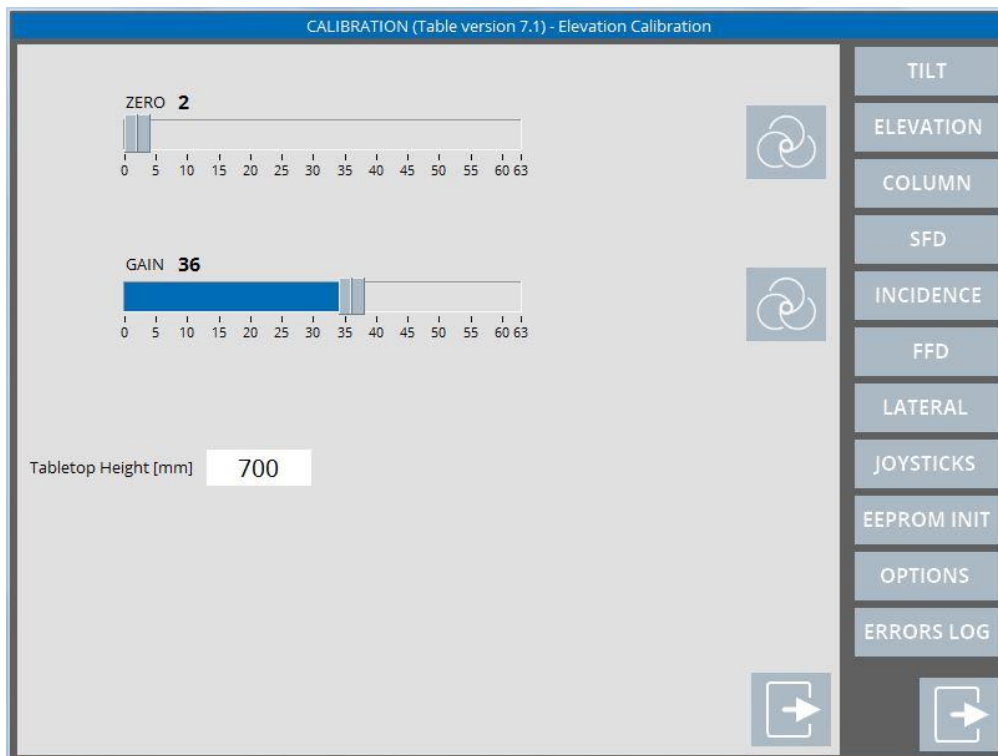 CALIBRATION (Table version 7.1) - Elevation Calibration
ZERO 2
0 5 10 15 20 25 30 35 40 45 50 55 60 63
GAIN 36
0 5 10 15 20 25 30 35 40 45 50 55 60 63
Tabletop Height [mm] 700
TILT
ELEVATION
COLUMN
SFD
INCIDENCE
FFD
LATERAL
JOYSTICKS
EEPROM INIT
OPTIONS
ERRORS LOG